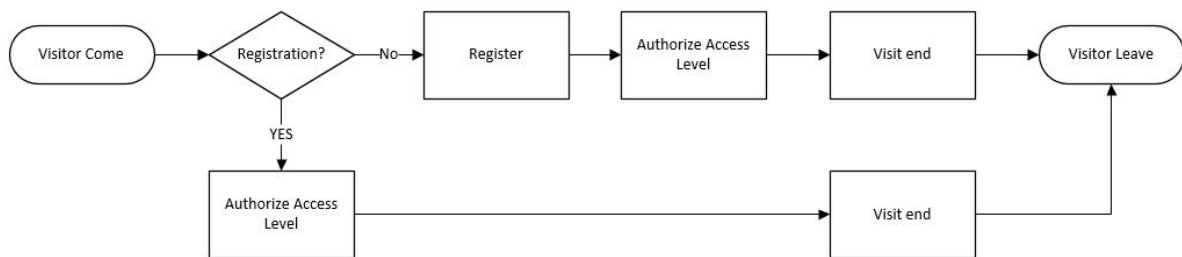 Visitor Come
Registration?
No
Register
Authorize Access
Level
Visit end
Visitor Leave
YES
Authorize Access
Level
Visit end